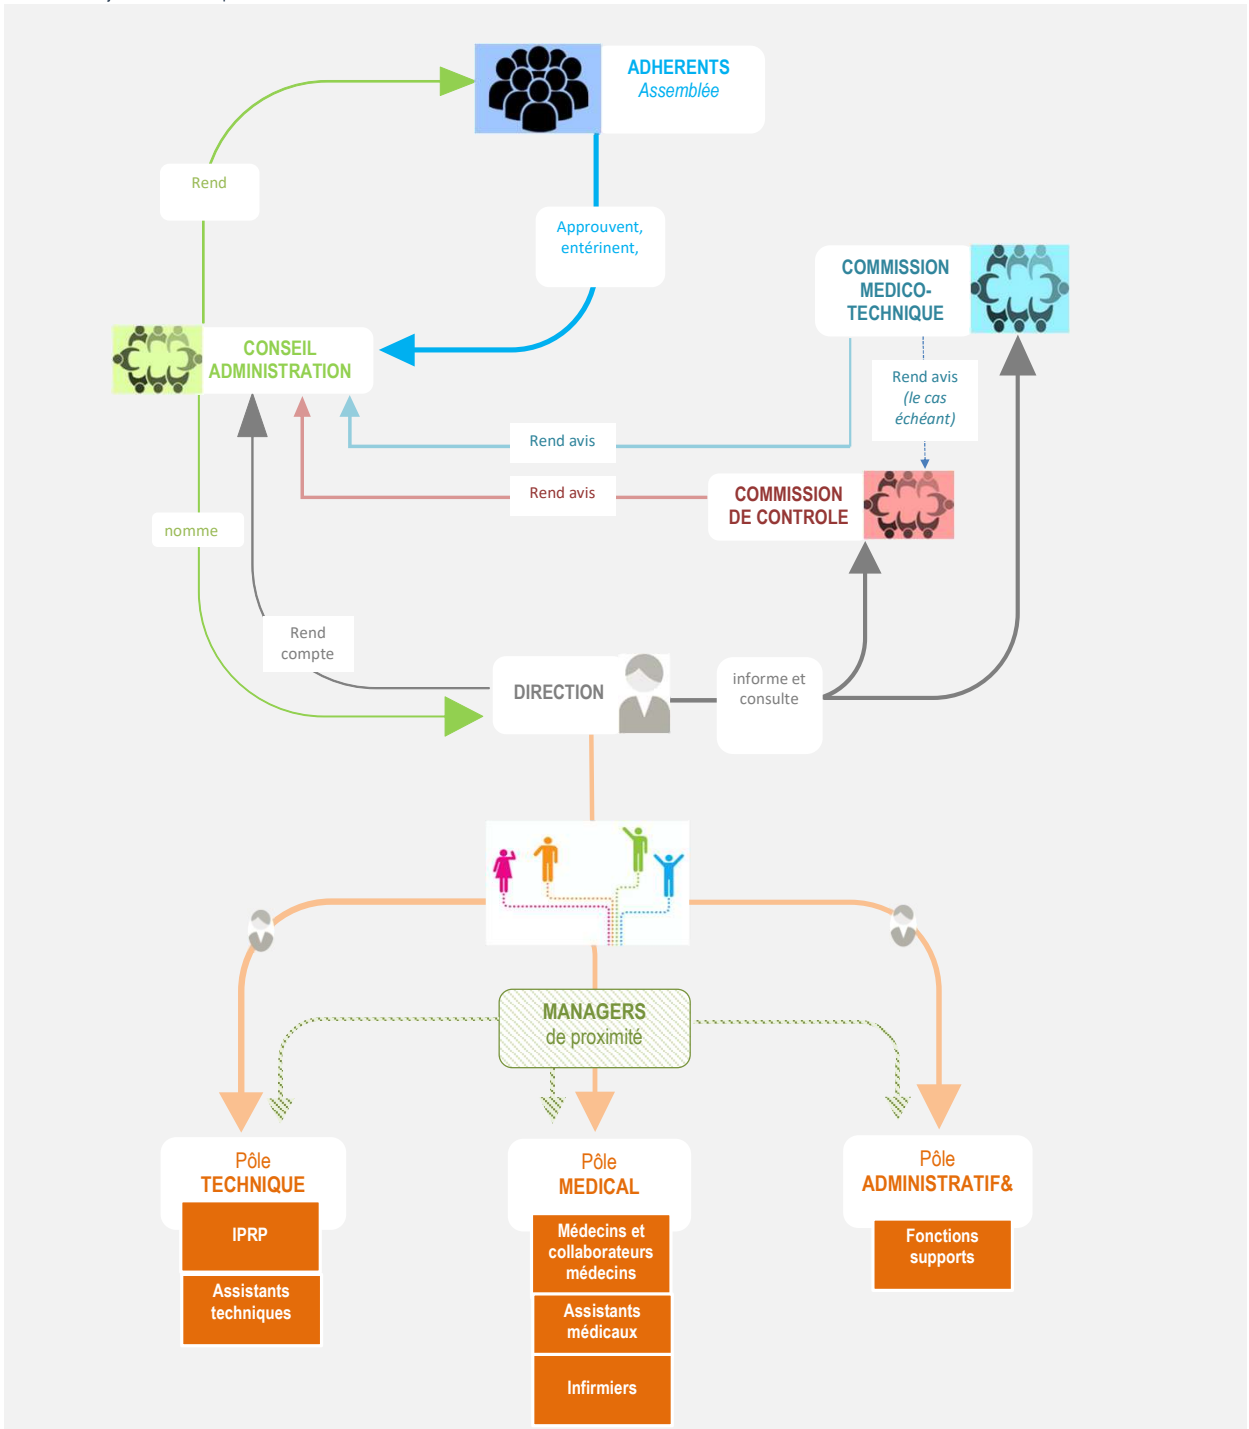 ADHERENTS
Assemblée
Rend
Approuvent,
entérinent,
COMMISSION
MEDICO-
TECHNIQUE
CONSEIL
ADMINISTRATION
Rend avis
(le cas
échéant)
Rend avis
Rend avis
COMMISSION
DE CONTROLE
nomme
Rend
compte
DIRECTION
informe et
consulte
MANAGERS
de proximité
Pôle
TECHNIQUE
IPRP
Assistants
techniques
Pôle
MEDICAL
Médecins et
collaborateurs
médecins
Assistants
médicaux
Infirmiers
Pôle
ADMINISTRATIF&
Fonctions
supports